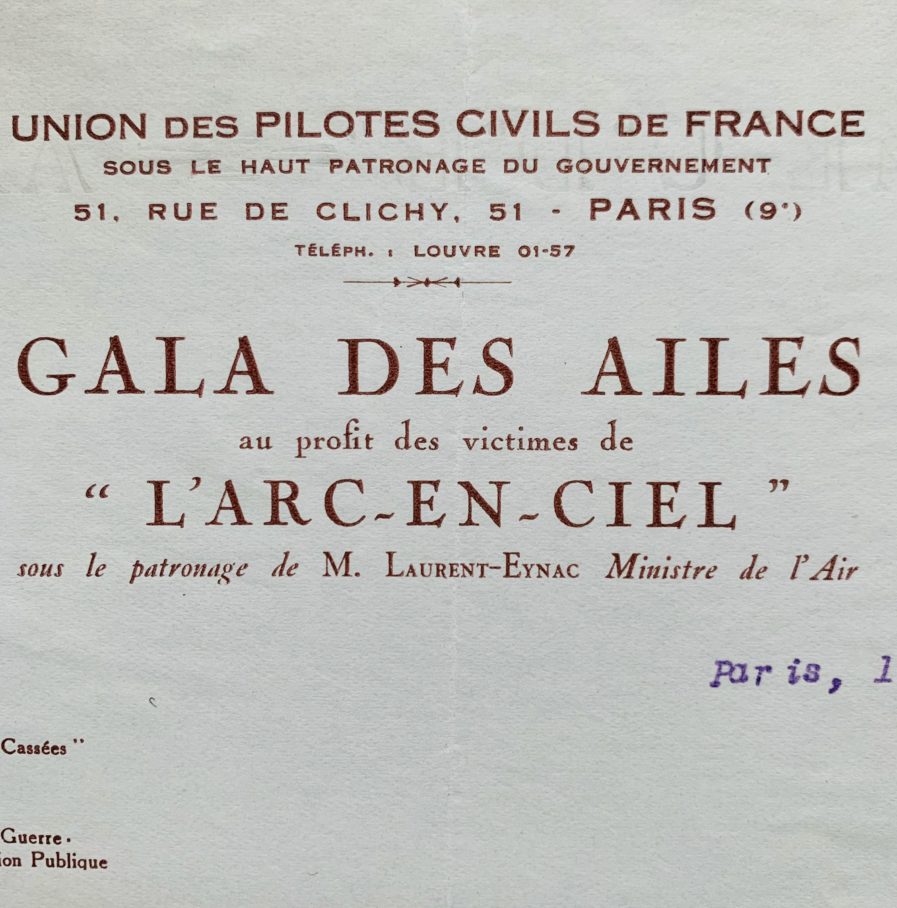 UNION DES PILOTES CIVILS DE FRANCE
SOUS LE HAUT PATRONAGE DU GOUVERNEMENT
51, RUE DE CLICHY, 51 - PARIS (9ᵉ)
TÉLÉPH. : LOUVRE 01-57
GALA DES AILES
au profit des victimes de
“ L'ARC-EN-CIEL ”
sous le patronage de M. LAURENT-EYNAC Ministre de l'Air
Paris, l
Cassées "
Guerre.
ion Publique